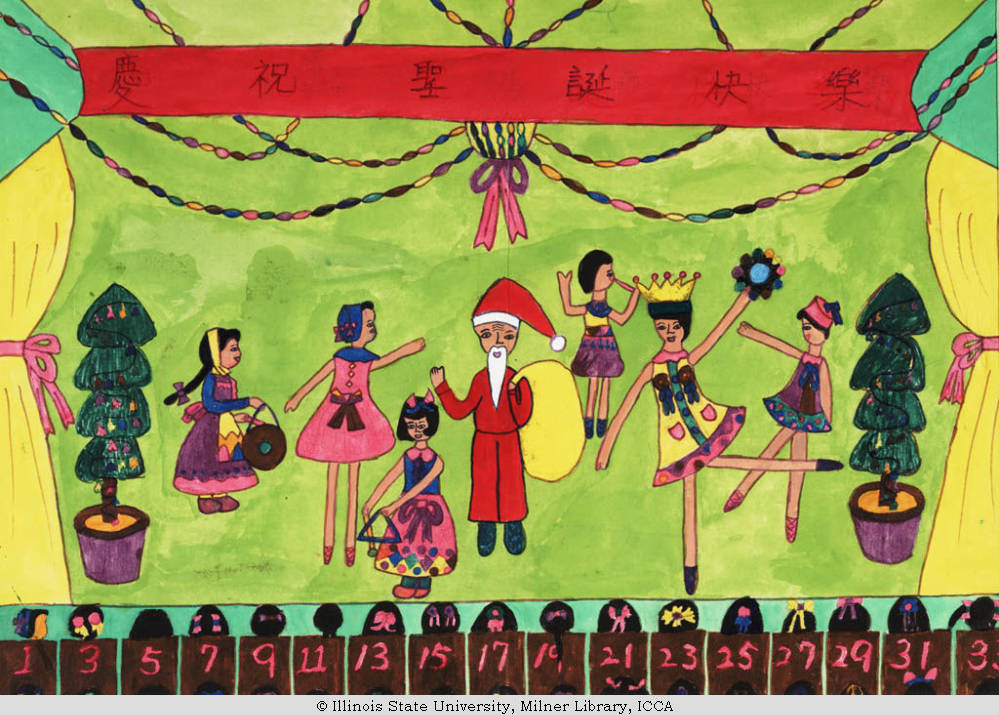 慶祝聖誕快樂
1 3 5 7 9 11 13 15 17 19 21 23 25 27 29 31 33
© Illinois State University, Milner Library, ICCA